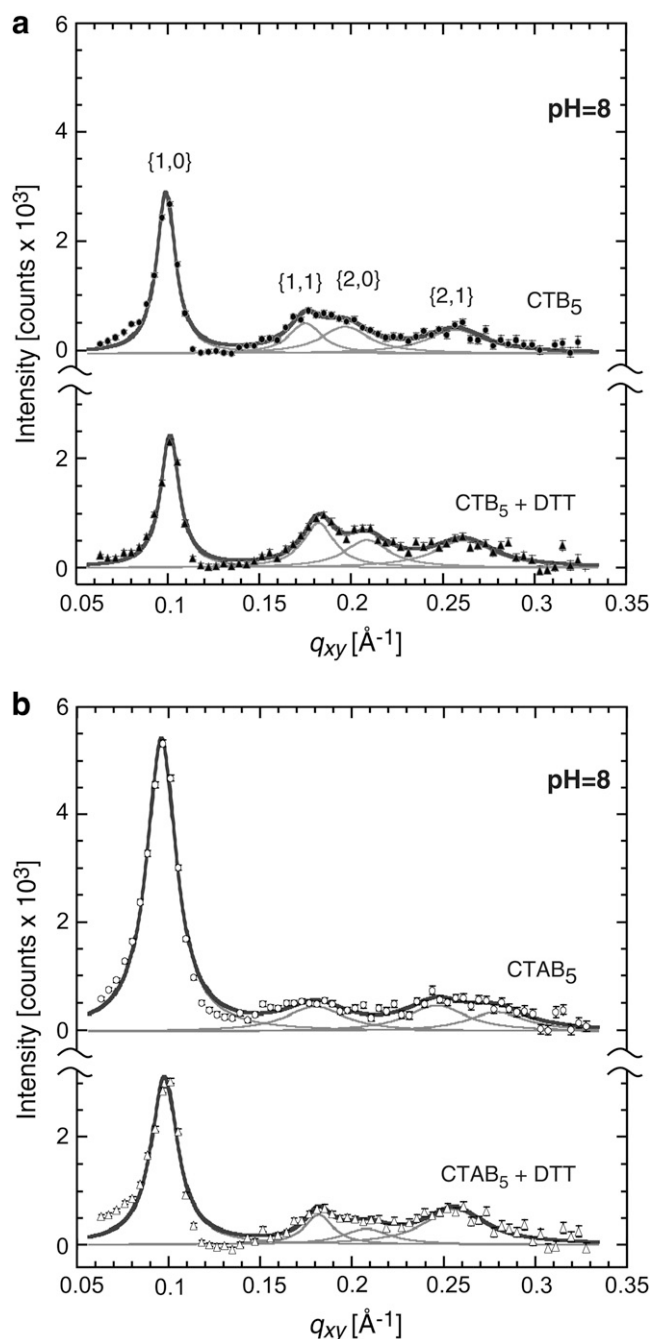 a
6
4
2
0
2
0
Intensity [counts x 10³]
pH=8
{1,0}
{1,1}
{2,0}
{2,1}
CTB₅
CTB₅ + DTT
0.05 0.1 0.15 0.2 0.25 0.3 0.35
qxy [Å⁻¹]
b
6
4
2
0
2
0
Intensity [counts x 10³]
pH=8
CTAB₅
CTAB₅ + DTT
0.05 0.1 0.15 0.2 0.25 0.3 0.35
qxy [Å⁻¹]